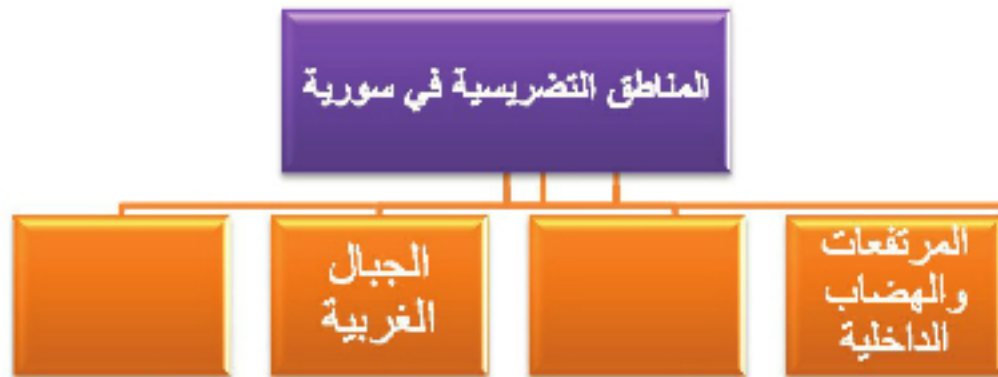 المناطق التضريسية في سورية
المرتفعات
والهضاب
الداخلية
الجبال
الغربية